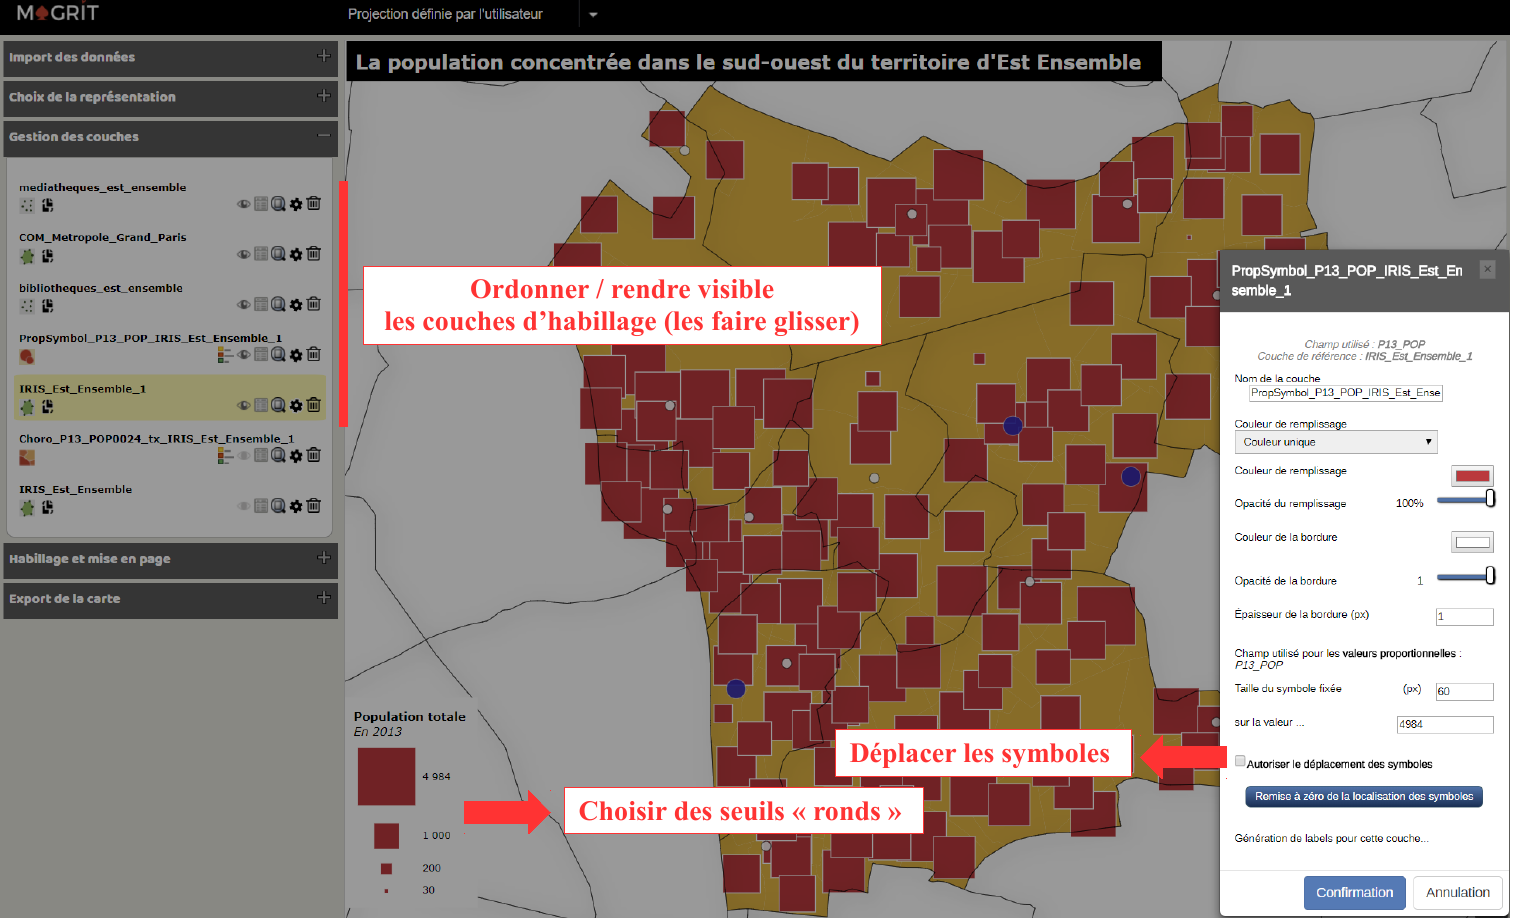 MAGRIT
Projection définie par l'utilisateur
Import des données
Choix de la représentation
Gestion des couches
mediatheques_est_ensemble
COM_Metropole_Grand_Paris
bibliotheques_est_ensemble
PropSymbol_P13_POP_IRIS_Est_Ensemble_1
IRIS_Est_Ensemble_1
Choro_P13_POP0024_tx_IRIS_Est_Ensemble_1
IRIS_Est_Ensemble
Habillage et mise en page
Export de la carte
La population concentrée dans le sud-ouest du territoire d'Est Ensemble
Ordonner / rendre visible
les couches d’habillage (les faire glisser)
Déplacer les symboles
Choisir des seuils « ronds »
Population totale
En 2013
4 984
1 000
200
30
PropSymbol_P13_POP_IRIS_Est_En
semble_1
×
Champ utilisé : P13_POP
Couche de référence : IRIS_Est_Ensemble_1
Nom de la couche
PropSymbol_P13_POP_IRIS_Est_Ense
Couleur de remplissage
Couleur unique
Couleur de remplissage
Opacité du remplissage 100%
Couleur de la bordure
Opacité de la bordure 1
Épaisseur de la bordure (px) 1
Champ utilisé pour les valeurs proportionnelles :
P13_POP
Taille du symbole fixée (px) 60
sur la valeur ... 4984
Autoriser le déplacement des symboles
Remise à zéro de la localisation des symboles
Génération de labels pour cette couche...
Confirmation Annulation